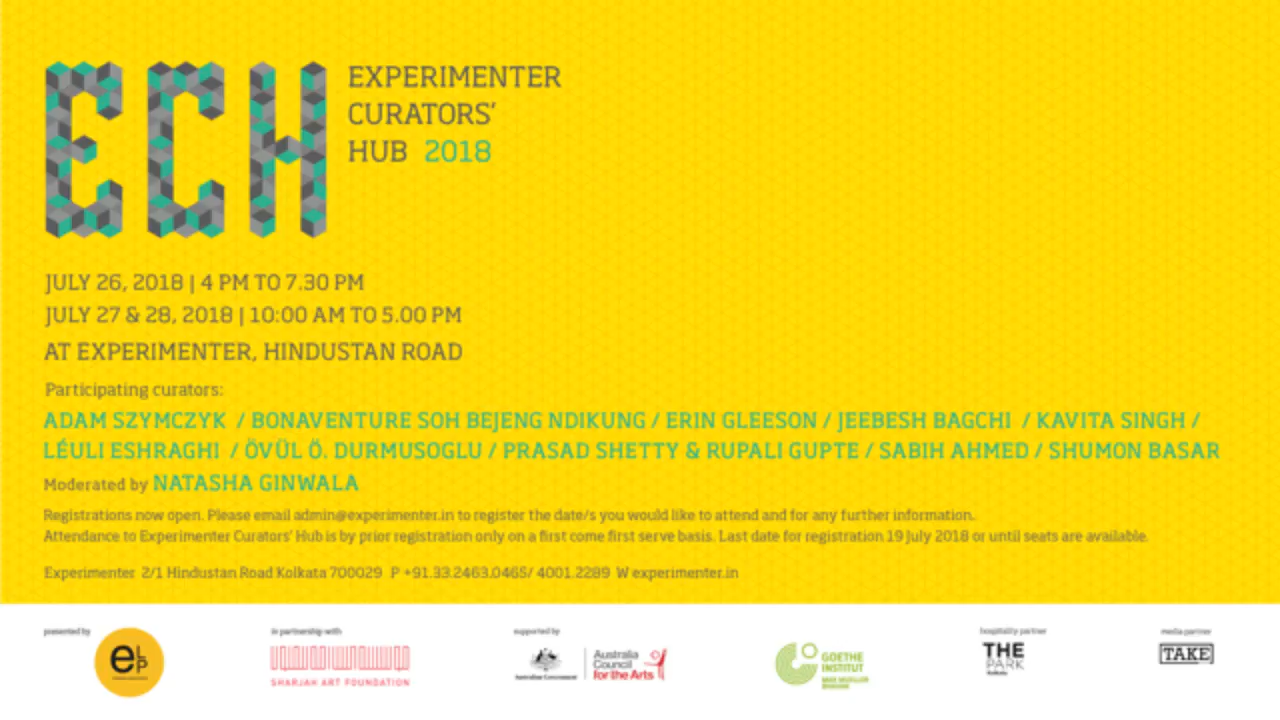 ECH
EXPERIMENTER
CURATORS'
HUB 2018
JULY 26, 2018 | 4 PM TO 7.30 PM
JULY 27 & 28, 2018 | 10:00 AM TO 5.00 PM
AT EXPERIMENTER, HINDUSTAN ROAD
Participating curators:
ADAM SZYMCZYK / BONAVENTURE SOH BEJENG NDIKUNG / ERIN GLEESON / JEEBESH BAGCHI / KAVITA SINGH /
LÉULI ESHRAGHI / ÖVÜL Ö. DURMUSOGLU / PRASAD SHETTY & RUPALI GUPTE / SABIH AHMED / SHUMON BASAR
Moderated by NATASHA GINWALA
Registrations now open. Please email admin@experimenter.in to register the date/s you would like to attend and for any further information.
Attendance to Experimenter Curators' Hub is by prior registration only on a first come first serve basis. Last date for registration 19 July 2018 or until seats are available.
Experimenter 2/1 Hindustan Road Kolkata 700029 P +91.33.2463.0465/ 4001.2289 W experimenter.in
presented by
eLP
in partnership with
SHARJAH ART FOUNDATION
supported by
Australian Government
Australia
Council
for the Arts
GOETHE
INSTITUT
MAX MUELLER
BHAVAN
hospitality partner
THE
PARK
Kolkata
media partner
TAKE